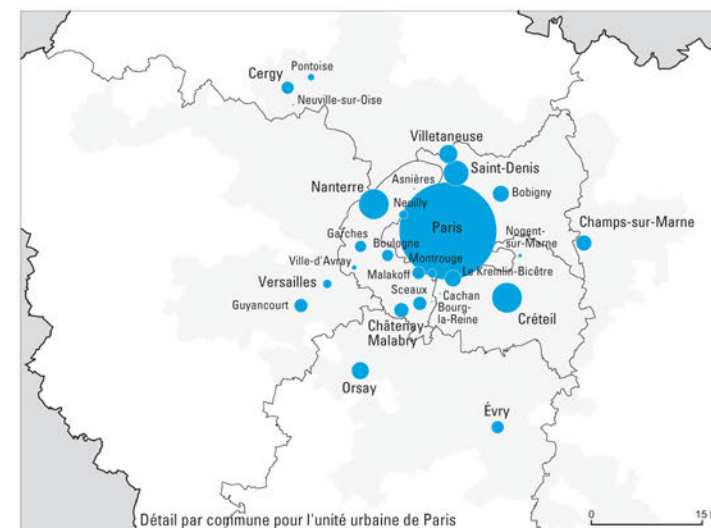 Pontoise
Cergy
Neuville-sur-Oise
Villetaneuse
Saint-Denis
Asnières
Nanterre
Bobigny
Neuilly
Paris
Champs-sur-Marne
Garches
Boulogne
Nogent-
sur-Marne
Ville-d'Avray
Montrouge
Malakoff
Le Kremlin-Bicêtre
Versailles
Sceaux
Cachan
Guyancourt
Bourg-
la-Reine
Châtenay-
Malabry
Créteil
Orsay
Évry
Détail par commune pour l'unité urbaine de Paris
0
15